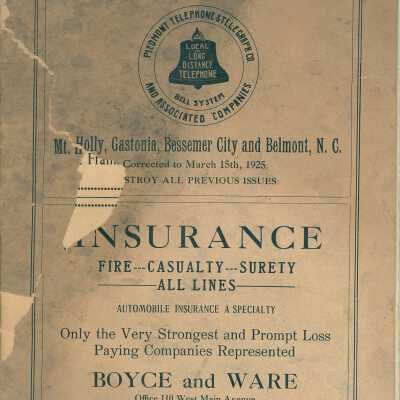 PIEDMONT TELEPHONE & TELEGRAPH CO.
LOCAL
AND
LONG
DISTANCE
TELEPHONE
BELL SYSTEM
AND ASSOCIATED COMPANIES
Mt. Holly, Gastonia, Bessemer City and Belmont, N. C.
Corrected to March 15th, 1925.
ALL PREVIOUS ISSUES
INSURANCE
FIRE---CASUALTY---SURETY
ALL LINES
AUTOMOBILE INSURANCE A SPECIALTY
Only the Very Strongest and Prompt Loss
Paying Companies Represented
BOYCE and WARE
Office 110 West Main Avenue